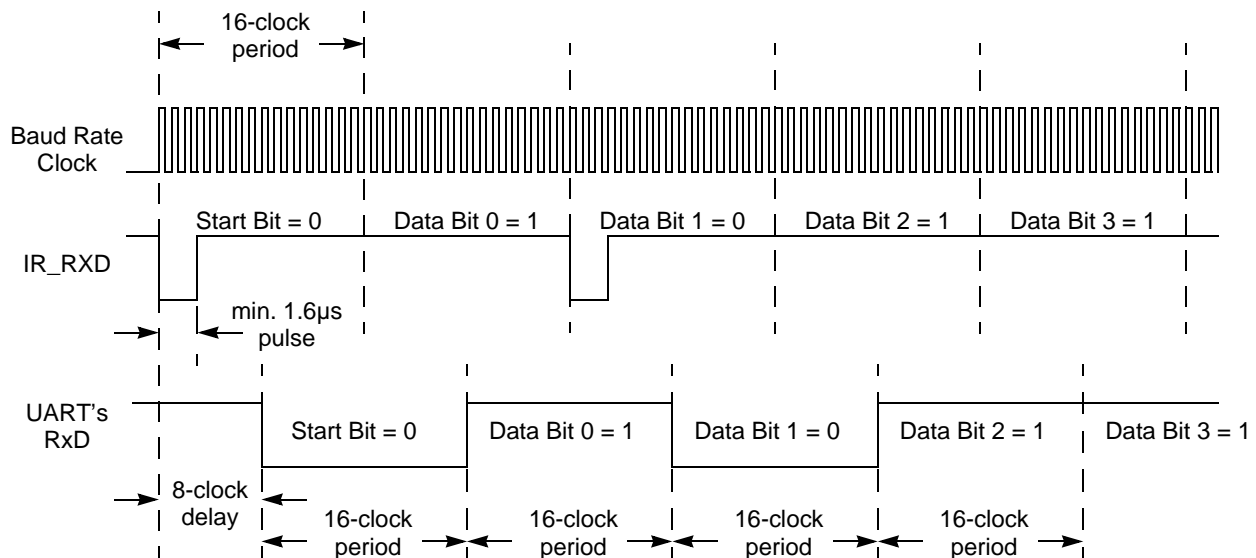 16-clock
period
Baud Rate
Clock
Start Bit = 0
Data Bit 0 = 1
Data Bit 1 = 0
Data Bit 2 = 1
Data Bit 3 = 1
IR_RXD
min. 1.6µs
pulse
UART's
RxD
Start Bit = 0
Data Bit 0 = 1
Data Bit 1 = 0
Data Bit 2 = 1
Data Bit 3 = 1
8-clock
delay
16-clock
period
16-clock
period
16-clock
period
16-clock
period